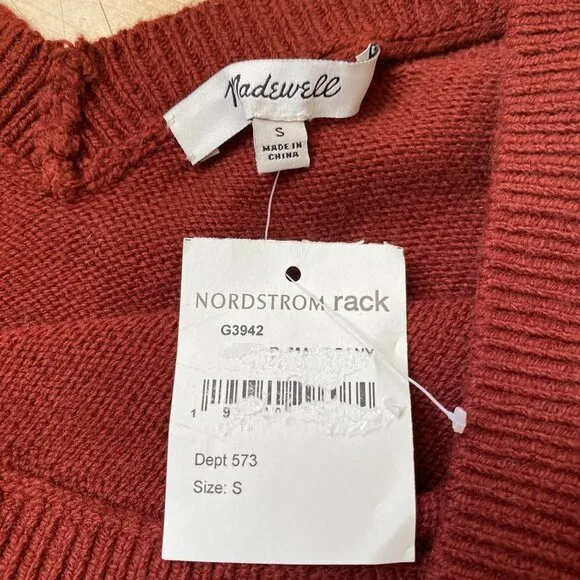 Madewell
S
MADE IN
CHINA
NORDSTROM rack
G3942
Dept 573
Size: S